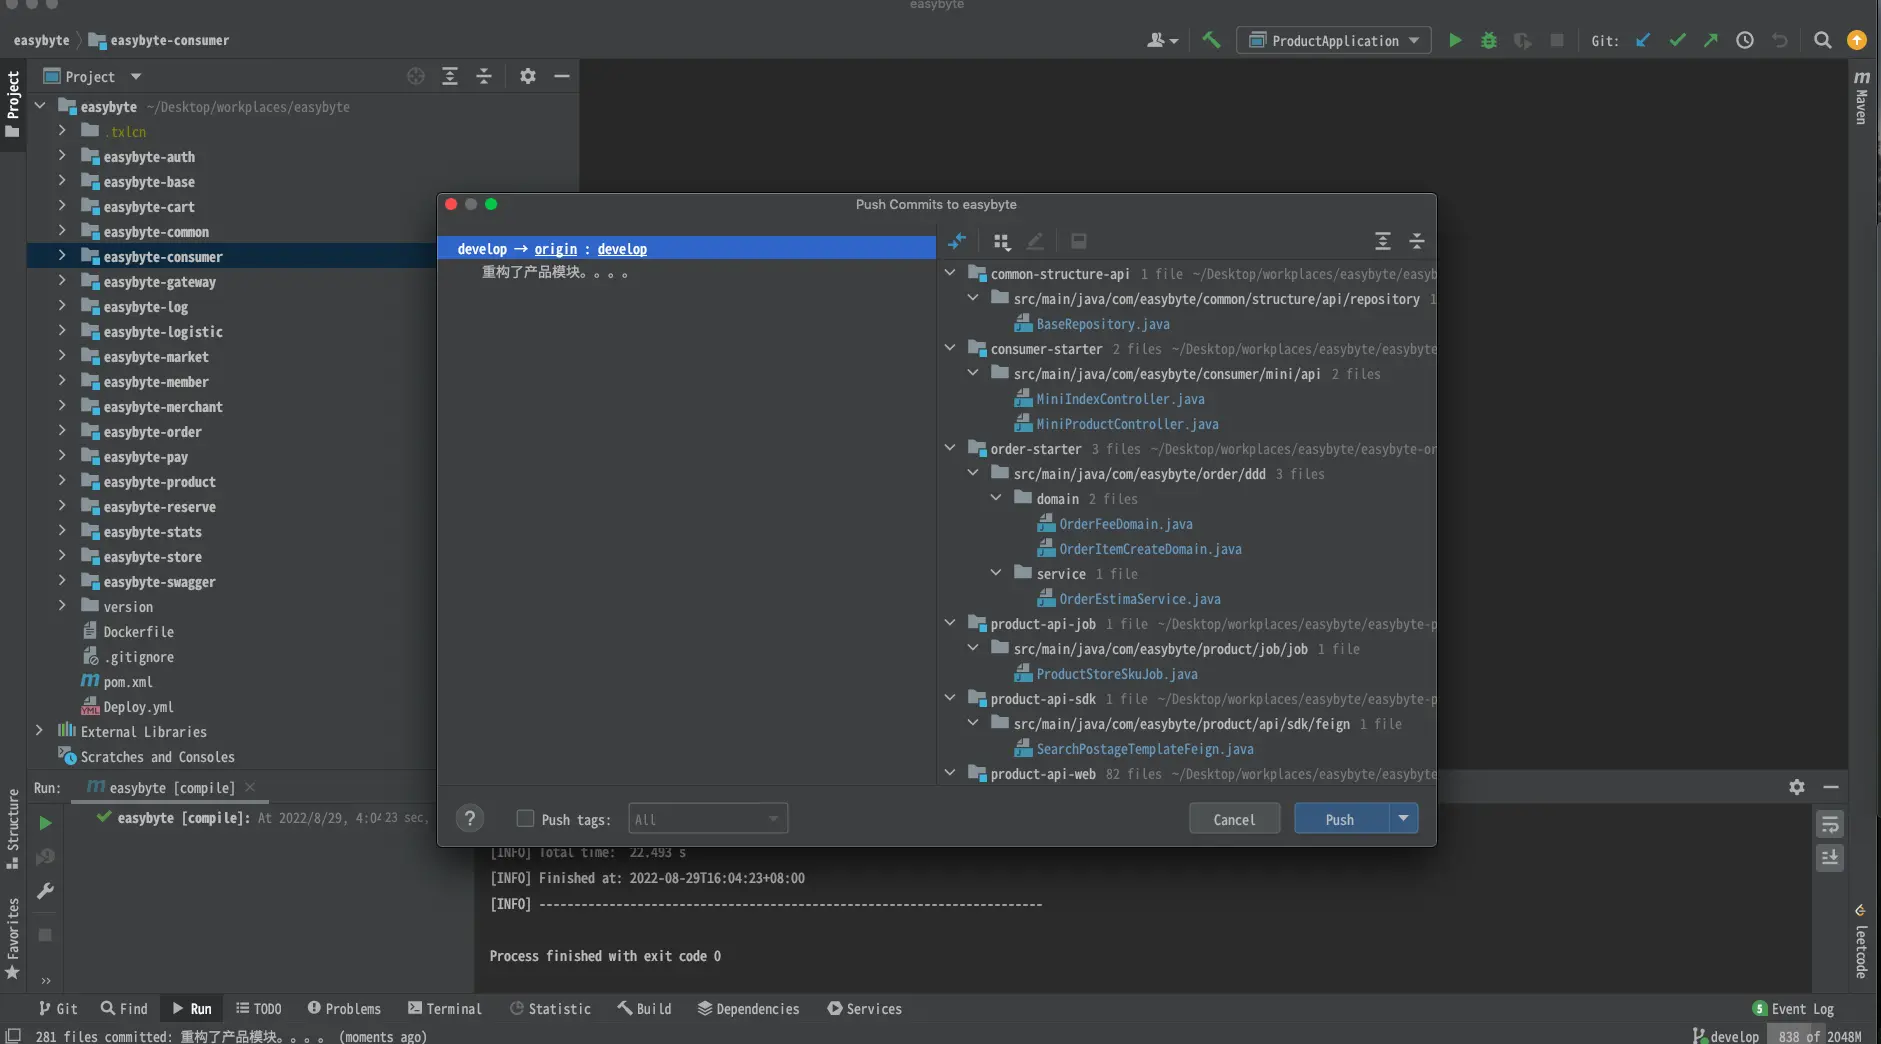 easybyte
easybyte easybyte-consumer
ProductApplication
Git:
Project
easybyte ~/Desktop/workplaces/easybyte
.txlcn
easybyte-auth
easybyte-base
easybyte-cart
easybyte-common
easybyte-consumer
easybyte-gateway
easybyte-log
easybyte-logistic
easybyte-market
easybyte-member
easybyte-merchant
easybyte-order
easybyte-pay
easybyte-product
easybyte-reserve
easybyte-stats
easybyte-store
easybyte-swagger
version
Dockerfile
.gitignore
pom.xml
Deploy.yml
External Libraries
Scratches and Consoles
Project
Structure
Favorites
Maven
leetcode
Push Commits to easybyte
develop → origin : develop
重构了产品模块。。。。
common-structure-api 1 file ~/Desktop/workplaces/easybyte/easyb
src/main/java/com/easybyte/common/structure/api/repository 1
BaseRepository.java
consumer-starter 2 files ~/Desktop/workplaces/easybyte/easybyte
src/main/java/com/easybyte/consumer/mini/api 2 files
MiniIndexController.java
MiniProductController.java
order-starter 3 files ~/Desktop/workplaces/easybyte/easybyte-or
src/main/java/com/easybyte/order/ddd 3 files
domain 2 files
OrderFeeDomain.java
OrderItemCreateDomain.java
service 1 file
OrderEstimaService.java
product-api-job 1 file ~/Desktop/workplaces/easybyte/easybyte-p
src/main/java/com/easybyte/product/job/job 1 file
ProductStoreSkuJob.java
product-api-sdk 1 file ~/Desktop/workplaces/easybyte/easybyte-p
src/main/java/com/easybyte/product/api/sdk/feign 1 file
SearchPostageTemplateFeign.java
product-api-web 82 files ~/Desktop/workplaces/easybyte/easybyte
? Push tags: All Cancel Push
Run: easybyte [compile]
easybyte [compile]: At 2022/8/29, 4:04 23 sec,
[INFO] Total time: 22.493 s
[INFO] Finished at: 2022-08-29T16:04:23+08:00
[INFO] ------------------------------------------------------------------------
Process finished with exit code 0
Git Find Run TODO Problems Terminal Statistic Build Dependencies Services 5 Event Log
281 files committed: 重构了产品模块。。。。 (moments ago) develop 838 of 2048M